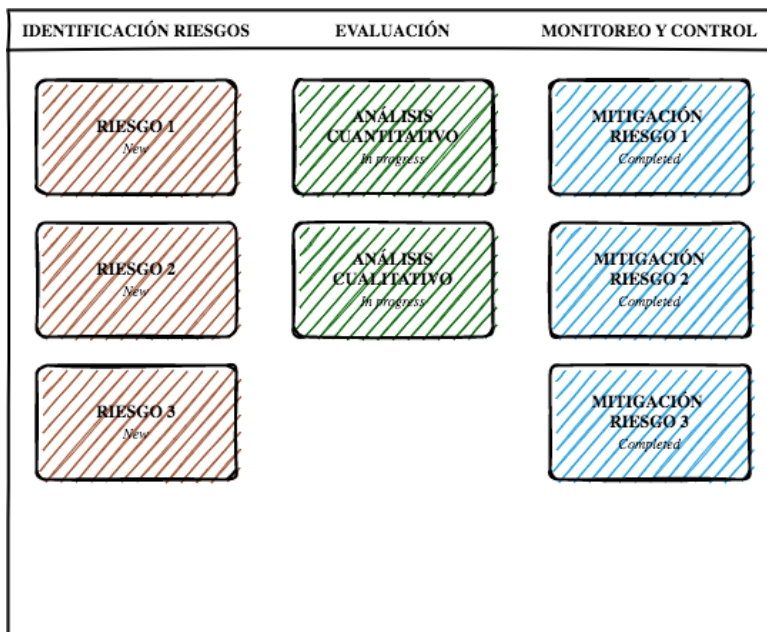 IDENTIFICACIÓN RIESGOS
EVALUACIÓN
MONITOREO Y CONTROL
RIESGO 1
New
RIESGO 2
New
RIESGO 3
New
ANÁLISIS
CUANTITATIVO
In progress
ANÁLISIS
CUALITATIVO
In progress
MITIGACIÓN
RIESGO 1
Completed
MITIGACIÓN
RIESGO 2
Completed
MITIGACIÓN
RIESGO 3
Completed